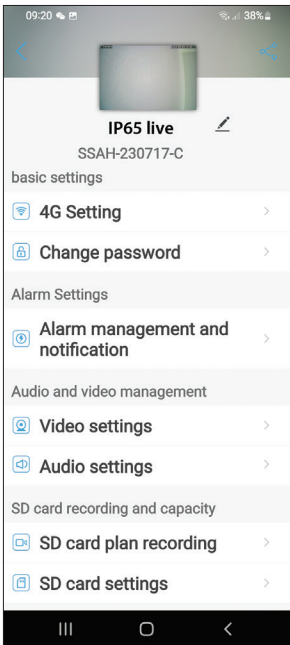 09:20 38%
IP65 live
SSAH-230717-C
basic settings
4G Setting
Change password
Alarm Settings
Alarm management and
notification
Audio and video management
Video settings
Audio settings
SD card recording and capacity
SD card plan recording
SD card settings